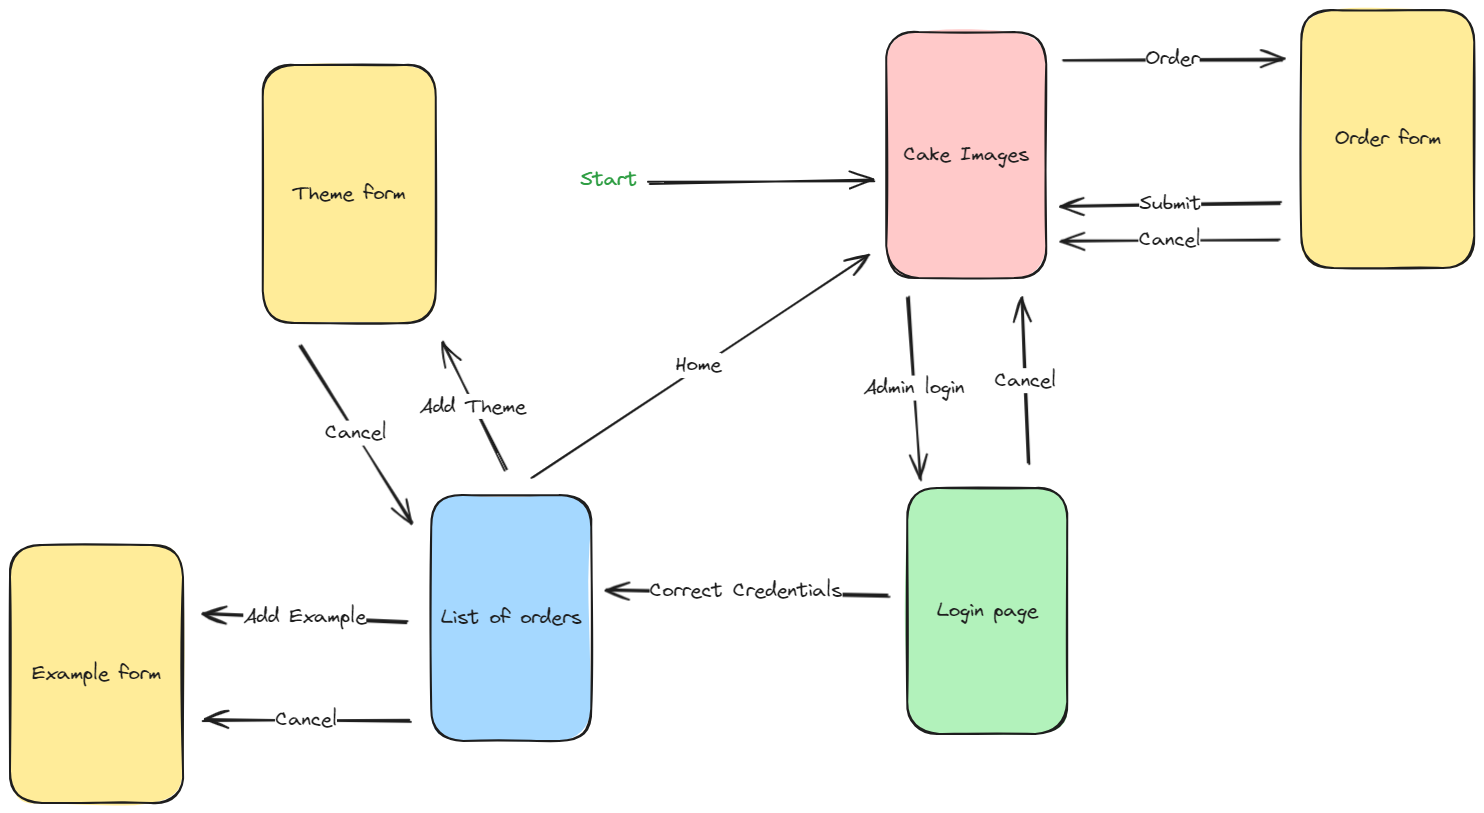 Order
Order form
Cake Images
Start
Theme form
Submit
Cancel
Home
Admin login
Cancel
Add Theme
Cancel
Correct Credentials
Login page
Add Example
List of orders
Example form
Cancel